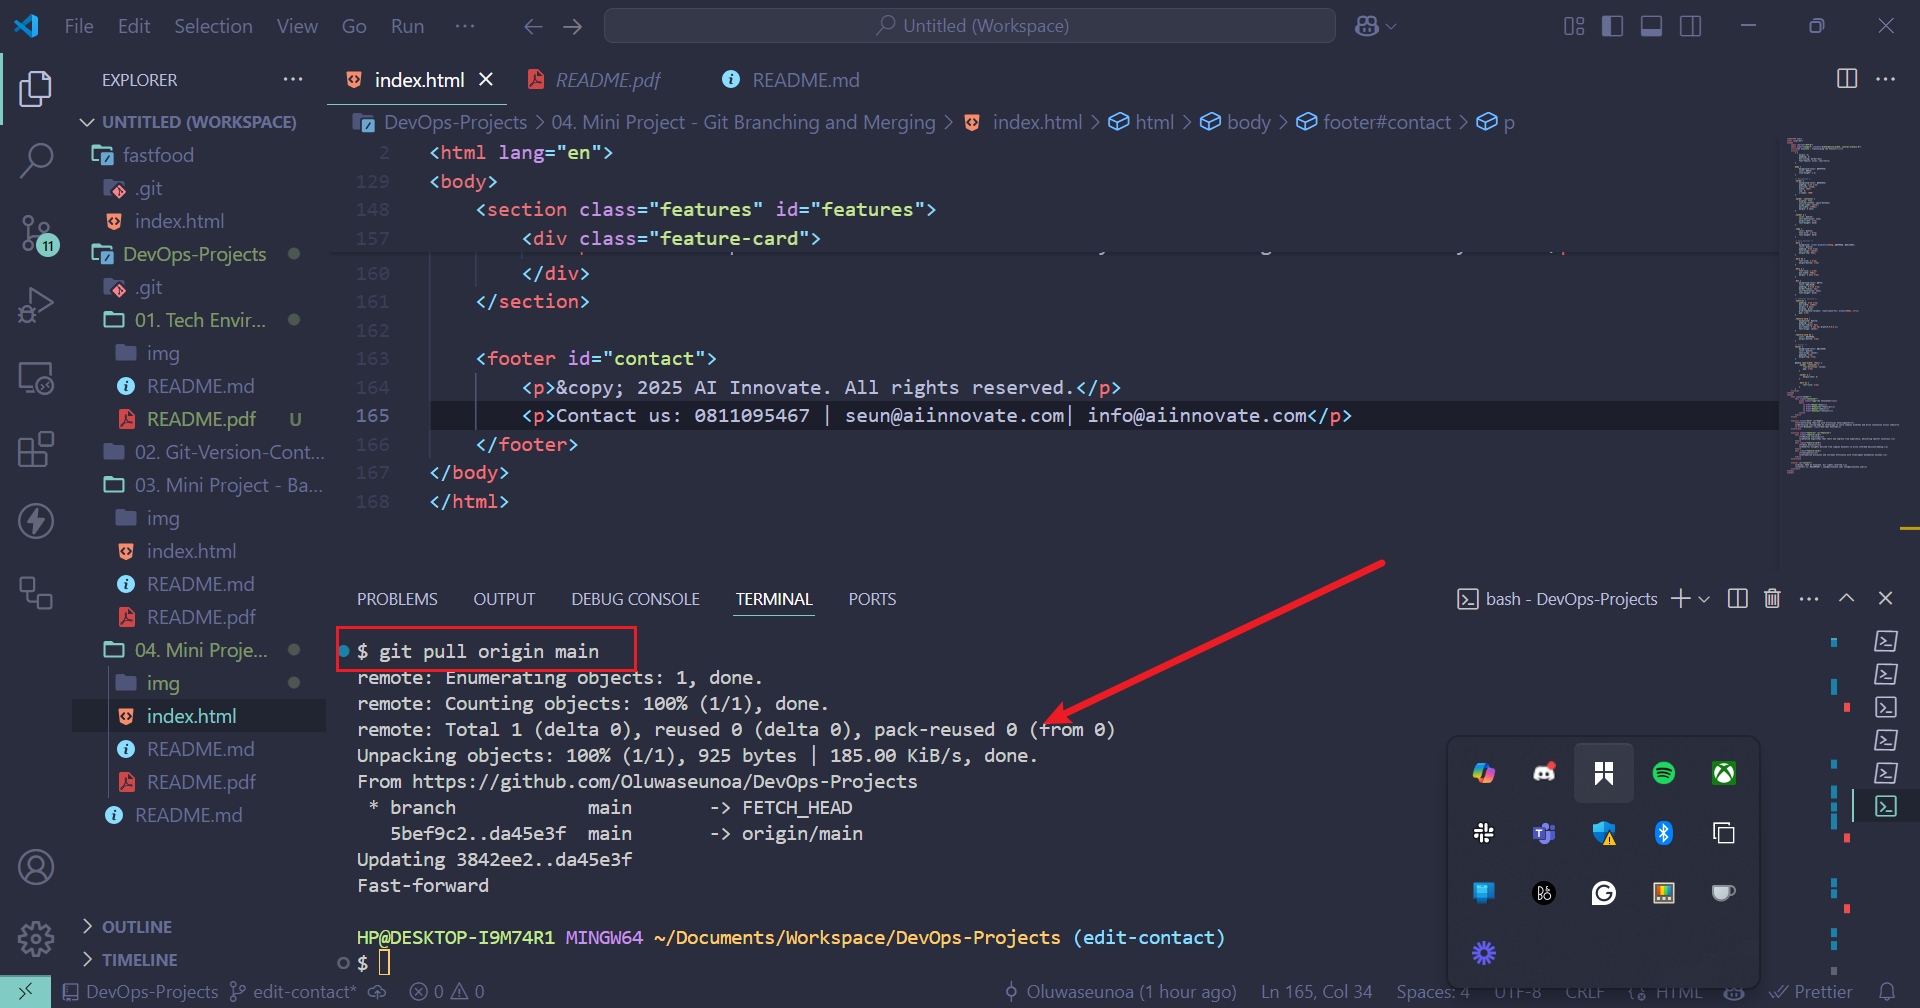 File Edit Selection View Go Run ··· Untitled (Workspace)
EXPLORER ···
index.html README.pdf README.md
UNTITLED (WORKSPACE)
DevOps-Projects > 04. Mini Project - Git Branching and Merging > index.html > html > body > footer#contact > p
fastfood
.git
index.html
DevOps-Projects
.git
01. Tech Envir...
img
README.md
README.pdf U
02. Git-Version-Cont...
03. Mini Project - Ba...
img
index.html
README.md
README.pdf
04. Mini Proje...
img
index.html
README.md
README.pdf
README.md
OUTLINE
TIMELINE
11
2 <html lang="en">
129 <body>
148 <section class="features" id="features">
157 <div class="feature-card">
160 </div>
161 </section>
162
163 <footer id="contact">
164 <p>&copy; 2025 AI Innovate. All rights reserved.</p>
165 <p>Contact us: 0811095467 | seun@aiinnovate.com| info@aiinnovate.com</p>
166 </footer>
167 </body>
168 </html>
PROBLEMS OUTPUT DEBUG CONSOLE TERMINAL PORTS bash - DevOps-Projects
$ git pull origin main
remote: Enumerating objects: 1, done.
remote: Counting objects: 100% (1/1), done.
remote: Total 1 (delta 0), reused 0 (delta 0), pack-reused 0 (from 0)
Unpacking objects: 100% (1/1), 925 bytes | 185.00 KiB/s, done.
From https://github.com/Oluwaseunoa/DevOps-Projects
* branch main -> FETCH_HEAD
5bef9c2..da45e3f main -> origin/main
Updating 3842ee2..da45e3f
Fast-forward
HP@DESKTOP-I9M74R1 MINGW64 ~/Documents/Workspace/DevOps-Projects (edit-contact)
$
DevOps-Projects edit-contact* 0 0 Oluwaseunoa (1 hour ago) Ln 165, Col 34 Spaces: 4 UTF-8 CRLF HTML Prettier